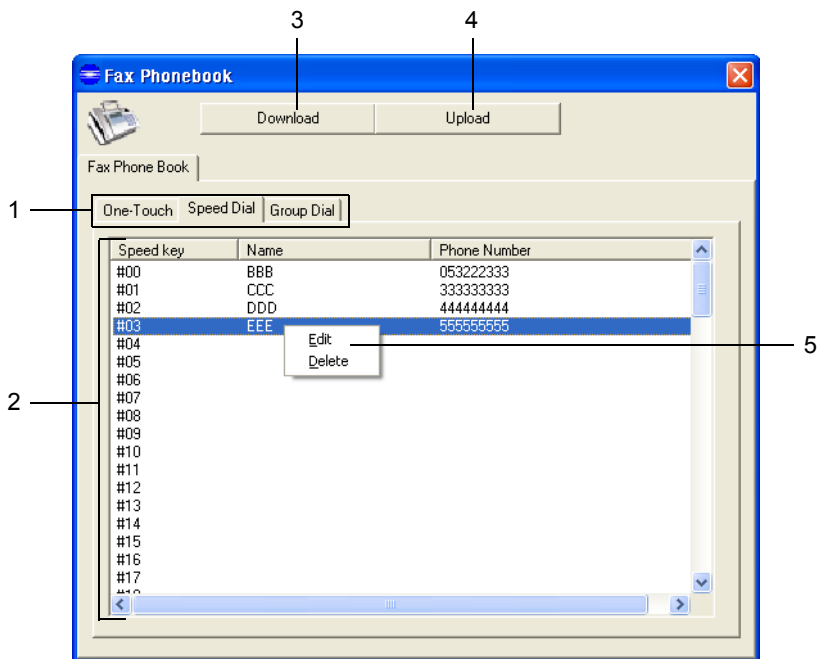 3 4
Fax Phonebook
Download Upload
Fax Phone Book
1 One-Touch Speed Dial Group Dial
Speed key Name Phone Number
#00 BBB 053222333
#01 CCC 333333333
#02 DDD 444444444
#03 EEE 555555555
#04 Edit 5
#05 Delete
#06
#07
2
#08
#09
#10
#11
#12
#13
#14
#15
#16
#17